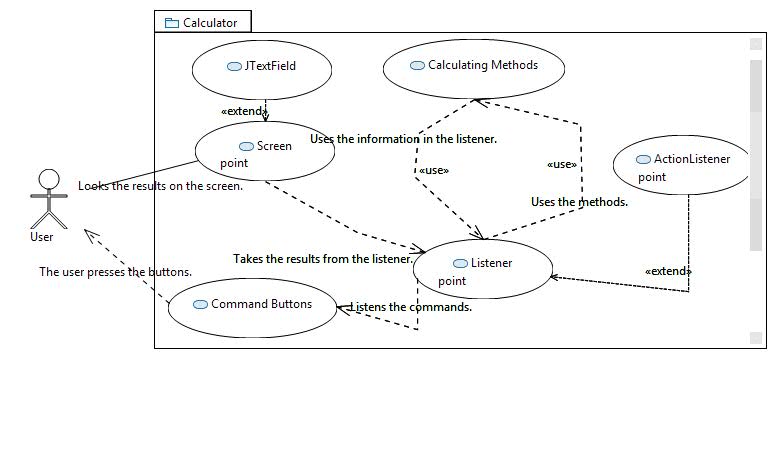 Calculator
JTextField
Calculating Methods
«extend»
Uses the information in the listener.
Screen
point
«use»
«use»
ActionListener
point
Looks the results on the screen.
Uses the methods.
User
Takes the results from the listener.
Listener
point
The user presses the buttons.
«extend»
Command Buttons
Listens the commands.